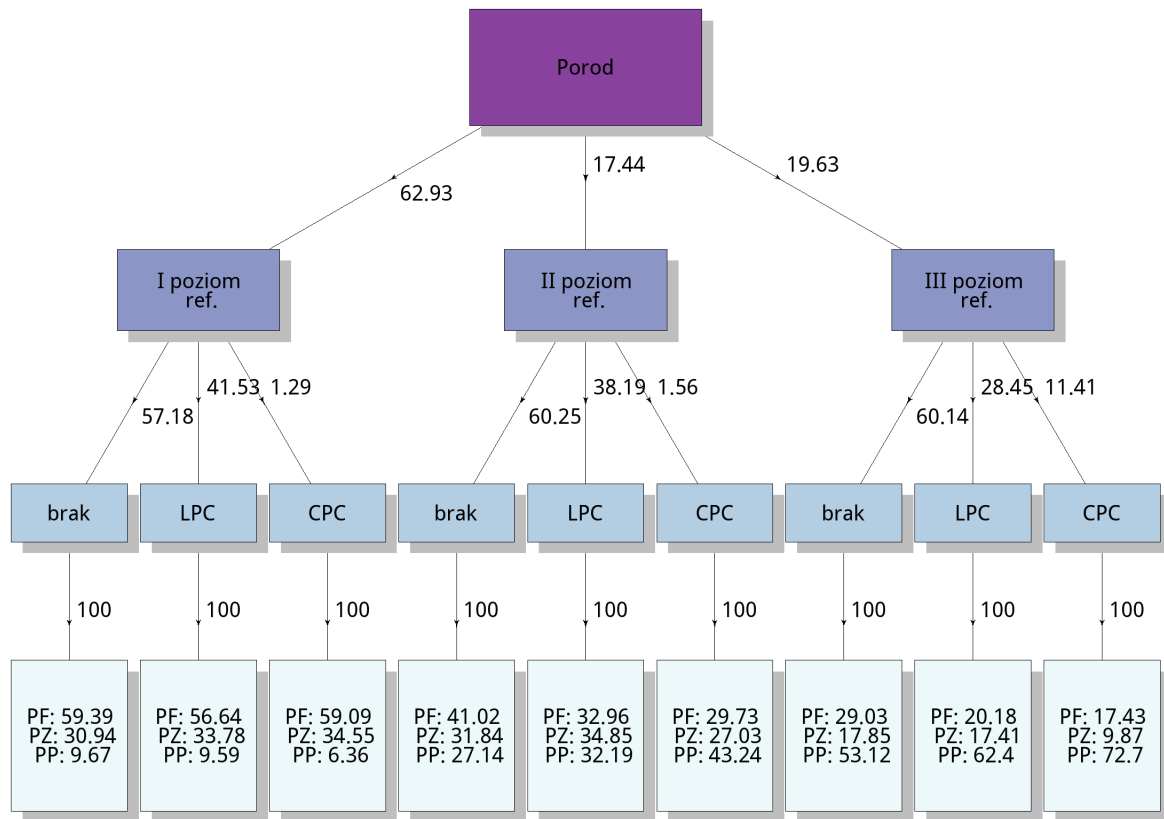 Porod
62.93
17.44
19.63
I poziom
ref.
II poziom
ref.
III poziom
ref.
57.18
41.53
1.29
60.25
38.19
1.56
60.14
28.45
11.41
brak
LPC
CPC
brak
LPC
CPC
brak
LPC
CPC
100
100
100
100
100
100
100
100
100
PF: 59.39
PZ: 30.94
PP: 9.67
PF: 56.64
PZ: 33.78
PP: 9.59
PF: 59.09
PZ: 34.55
PP: 6.36
PF: 41.02
PZ: 31.84
PP: 27.14
PF: 32.96
PZ: 34.85
PP: 32.19
PF: 29.73
PZ: 27.03
PP: 43.24
PF: 29.03
PZ: 17.85
PP: 53.12
PF: 20.18
PZ: 17.41
PP: 62.4
PF: 17.43
PZ: 9.87
PP: 72.7